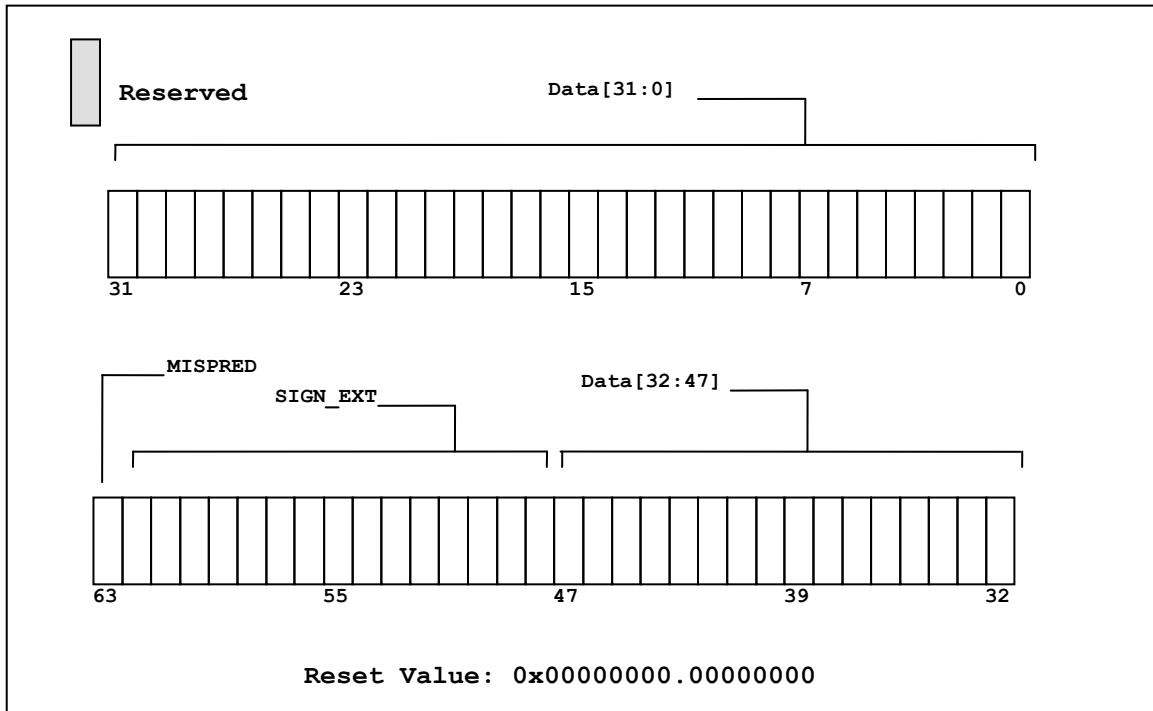 Reserved
Data[31:0]
31 23 15 7 0
MISPRED
Data[32:47]
SIGN_EXT
63 55 47 39 32
Reset Value: 0x00000000.00000000